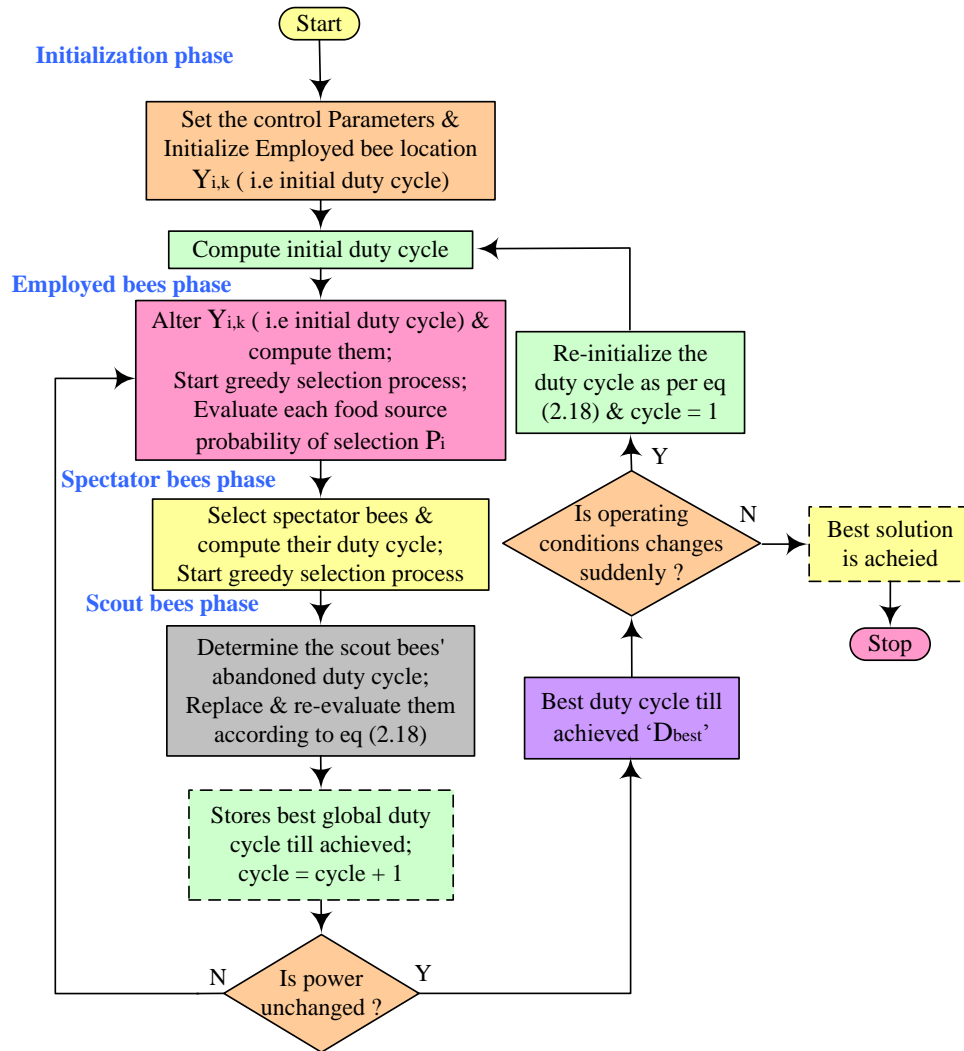 Start
Initialization phase
Set the control Parameters &
Initialize Employed bee location
Yi,k ( i.e initial duty cycle)
Compute initial duty cycle
Employed bees phase
Alter Yi,k ( i.e initial duty cycle) &
compute them;
Start greedy selection process;
Evaluate each food source
probability of selection Pi
Spectator bees phase
Select spectator bees &
compute their duty cycle;
Start greedy selection process
Scout bees phase
Determine the scout bees'
abandoned duty cycle;
Replace & re-evaluate them
according to eq (2.18)
Stores best global duty
cycle till achieved;
cycle = cycle + 1
Is power
unchanged ?
N
Y
Best duty cycle till
achieved ‘Dbest’
Is operating
conditions changes
suddenly ?
Y
N
Re-initialize the
duty cycle as per eq
(2.18) & cycle = 1
Best solution
is acheied
Stop